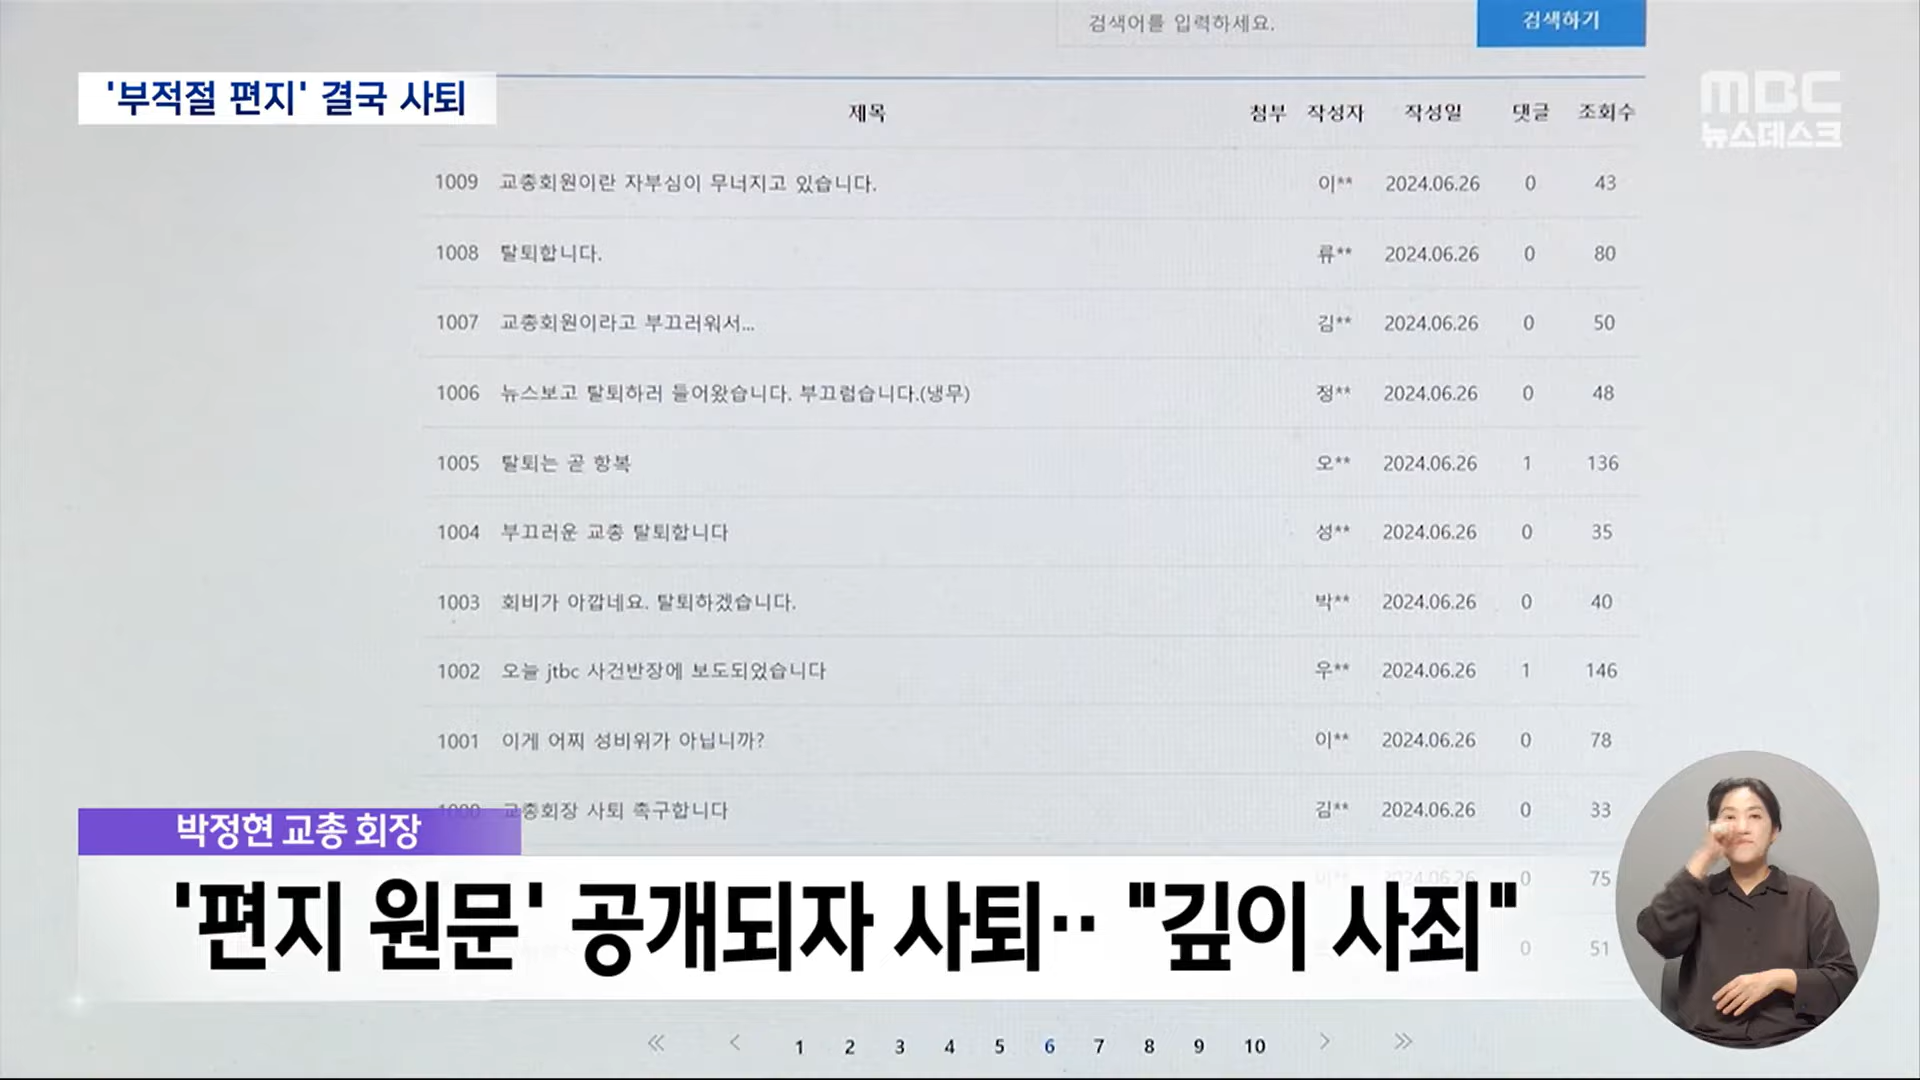 검색어를 입력하세요. 검색하기
'부적절 편지' 결국 사퇴
MBC
뉴스데스크
제목 첨부 작성자 작성일 댓글 조회수
1009 교총회원이란 자부심이 무너지고 있습니다. 이** 2024.06.26 0 43
1008 탈퇴합니다. 류** 2024.06.26 0 80
1007 교총회원이라고 부끄러워서... 김** 2024.06.26 0 50
1006 뉴스보고 탈퇴하러 들어왔습니다. 부끄럽습니다.(냉무) 정** 2024.06.26 0 48
1005 탈퇴는 곧 항복 오** 2024.06.26 1 136
1004 부끄러운 교총 탈퇴합니다 성** 2024.06.26 0 35
1003 회비가 아깝네요. 탈퇴하겠습니다. 박** 2024.06.26 0 40
1002 오늘 jtbc 사건반장에 보도되었습니다 우** 2024.06.26 1 146
1001 이게 어찌 성비위가 아닙니까? 이** 2024.06.26 0 78
1000 교총회장 사퇴 촉구합니다 김** 2024.06.26 0 33
박정현 교총 회장
2024.06.26 0 75
'편지 원문' 공개되자 사퇴‥ "깊이 사죄"
0 51
« < 1 2 3 4 5 6 7 8 9 10 > »